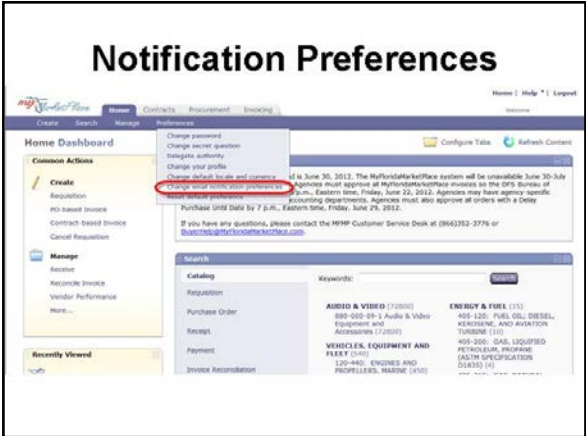 Notification Preferences
Home | Help | Logout
Home Contracts Procurement Invoicing
Welcome
Create Search Manage Preferences
Home Dashboard
Configure Tabs Refresh Content
Change password
Change secret question
Delegate authority
Change your profile
Change default locale and currency
Change email notification preferences
Reset default preference
d is June 30, 2012. The MyFloridaMarketPlace system will be unavailable June 30-July
Agencies must approve all MyFloridaMarketPlace invoices on the DFS Bureau of
p.m., Eastern time, Friday, June 22, 2012. Agencies may have agency specific
accounting departments. Agencies must also approve all orders with a Delay
Purchase Until Date by 7 p.m., Eastern time, Friday, June 29, 2012.
If you have any questions, please contact the MFMP Customer Service Desk at (866)352-3776 or
BuyerHelp@MyFloridaMarketPlace.com.
Common Actions
Create
Requisition
PO-based Invoice
Contract-based Invoice
Cancel Requisition
Manage
Receive
Reconcile Invoice
Vendor Performance
More...
Recently Viewed
Search
Catalog
Requisition
Purchase Order
Receipt
Payment
Invoice Reconciliation
Keywords:
Search
AUDIO & VIDEO (72800)
880-000-09-1 Audio & Video
Equipment and
Accessories (72800)
VEHICLES, EQUIPMENT AND
FLEET (540)
120-440: ENGINES AND
PROPELLERS, MARINE (450)
ENERGY & FUEL (15)
405-120: FUEL OIL; DIESEL,
KEROSENE, AND AVIATION
TURBINE (10)
405-200: GAS, LIQUIFIED
PETROLEUM, PROPANE
(ASTM SPECIFICATION
D1835) (4)